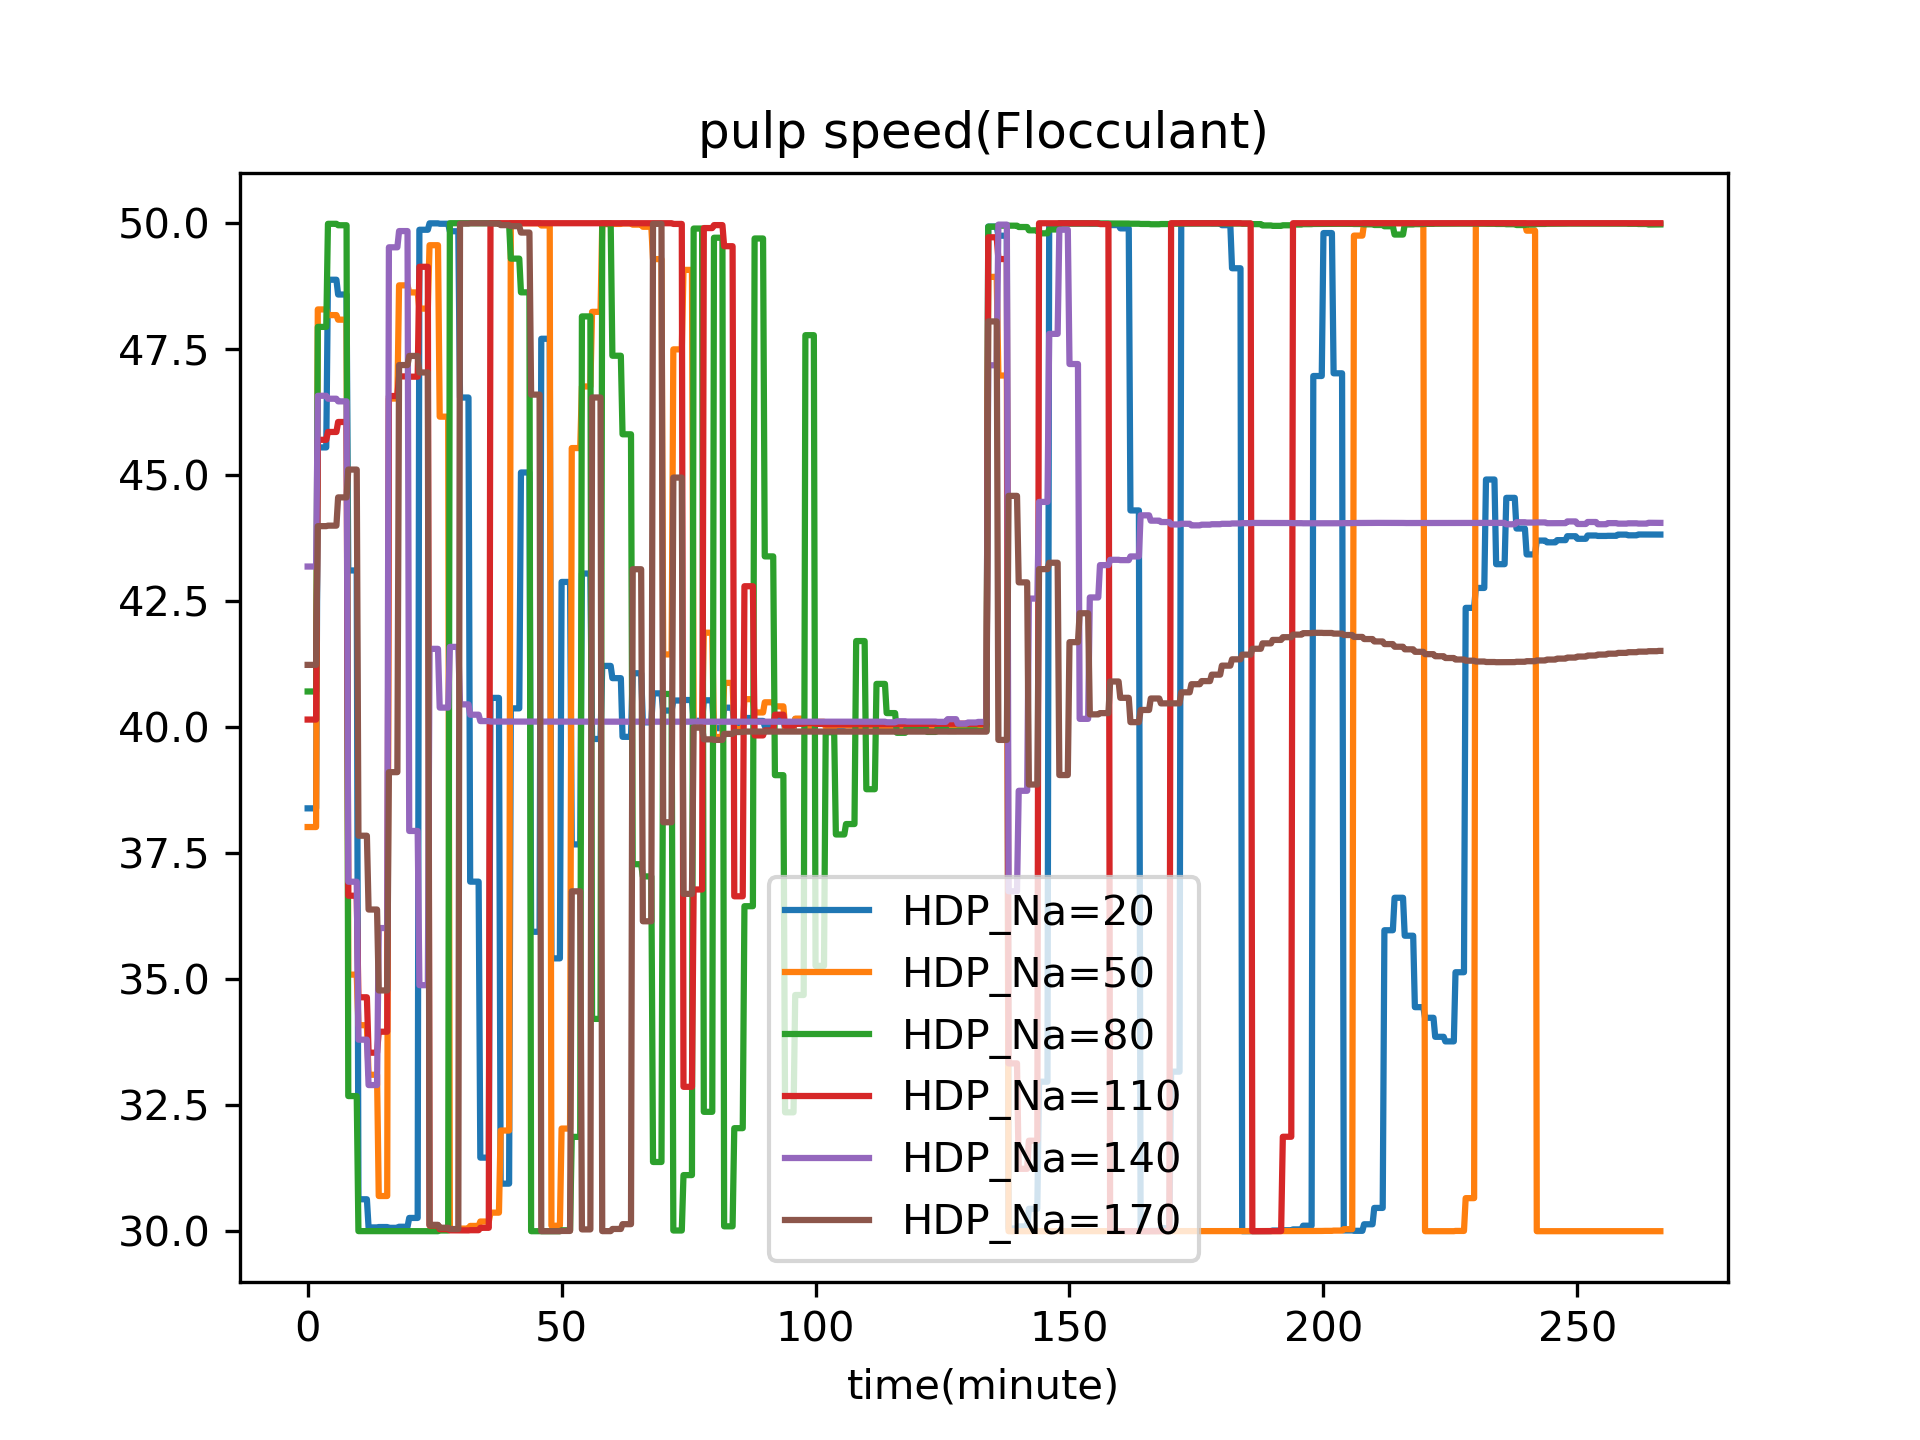 pulp speed(Flocculant)
50.0
47.5
45.0
42.5
40.0
37.5
35.0
32.5
30.0
HDP_Na=20
HDP_Na=50
HDP_Na=80
HDP_Na=110
HDP_Na=140
HDP_Na=170
0 50 100 150 200 250
time(minute)